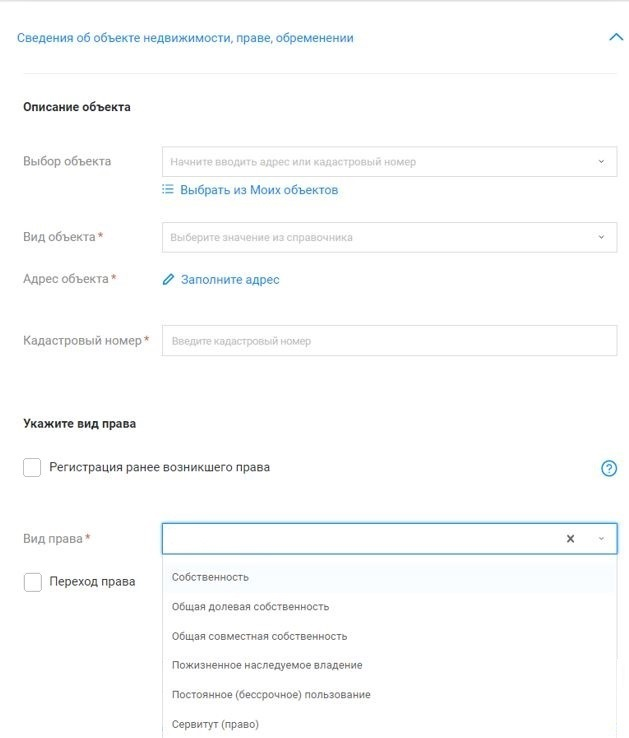 Сведения об объекте недвижимости, праве, обременении
Описание объекта
Выбор объекта
Начните вводить адрес или кадастровый номер
Выбрать из Моих объектов
Вид объекта*
Выберите значение из справочника
Адрес объекта*
Заполните адрес
Кадастровый номер*
Введите кадастровый номер
Укажите вид права
Регистрация ранее возникшего права
?
Вид права*
Собственность
Переход права
Общая долевая собственность
Общая совместная собственность
Пожизненное наследуемое владение
Постоянное (бессрочное) пользование
Сервитут (право)